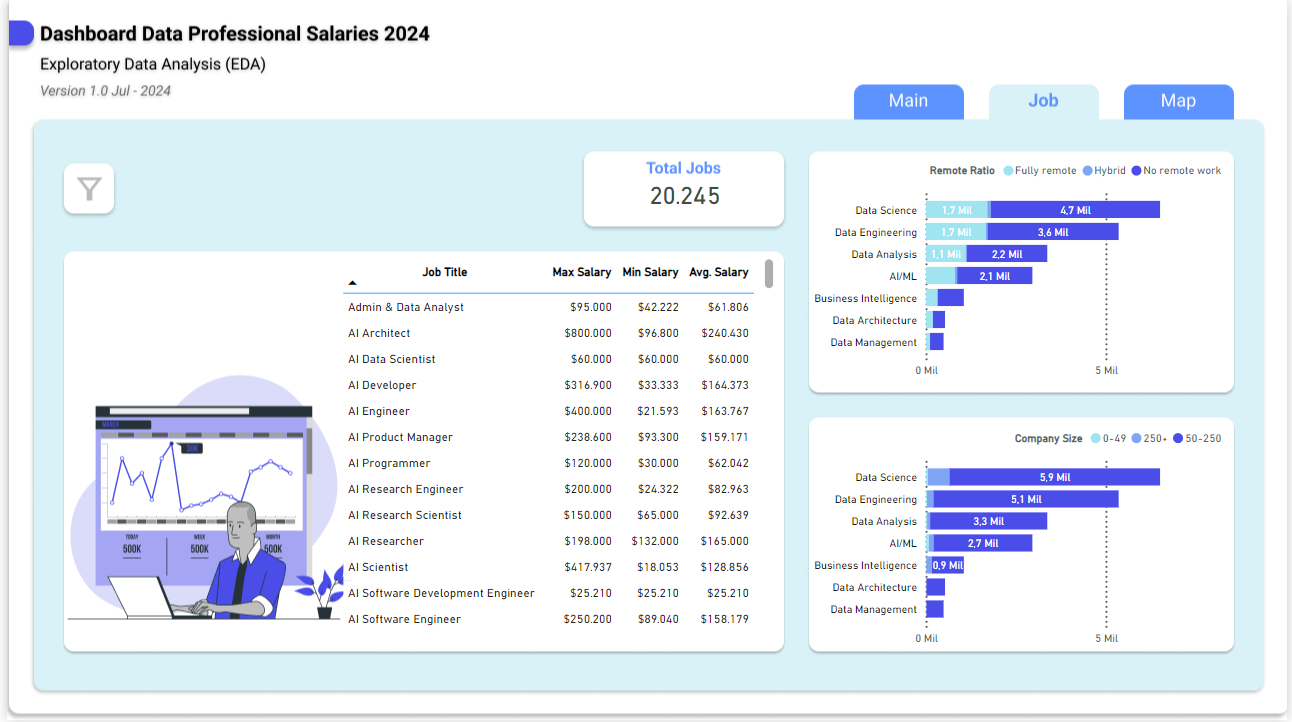 Dashboard Data Professional Salaries 2024
Exploratory Data Analysis (EDA)
Version 1.0 Jul - 2024
Main
Job
Map
Total Jobs
20.245
Job Title Max Salary Min Salary Avg. Salary
Admin & Data Analyst $95.000 $42.222 $61.806
AI Architect $800.000 $96.800 $240.430
AI Data Scientist $60.000 $60.000 $60.000
AI Developer $316.900 $33.333 $164.373
AI Engineer $400.000 $21.593 $163.767
AI Product Manager $238.600 $93.300 $159.171
AI Programmer $120.000 $30.000 $62.042
AI Research Engineer $200.000 $24.322 $82.963
AI Research Scientist $150.000 $65.000 $92.639
AI Researcher $198.000 $132.000 $165.000
AI Scientist $417.937 $18.053 $128.856
AI Software Development Engineer $25.210 $25.210 $25.210
AI Software Engineer $250.200 $89.040 $158.179
MARCH
30K
TODAY WEEK MONTH
500K 500K 500K
Remote Ratio Fully remote Hybrid No remote work
Data Science 1,7 Mil 4,7 Mil
Data Engineering 1,7 Mil 3,6 Mil
Data Analysis 1,1 Mil 2,2 Mil
AI/ML 2,1 Mil
Business Intelligence
Data Architecture
Data Management
0 Mil 5 Mil
Company Size 0-49 250+ 50-250
Data Science 5,9 Mil
Data Engineering 5,1 Mil
Data Analysis 3,3 Mil
AI/ML 2,7 Mil
Business Intelligence 0,9 Mil
Data Architecture
Data Management
0 Mil 5 Mil